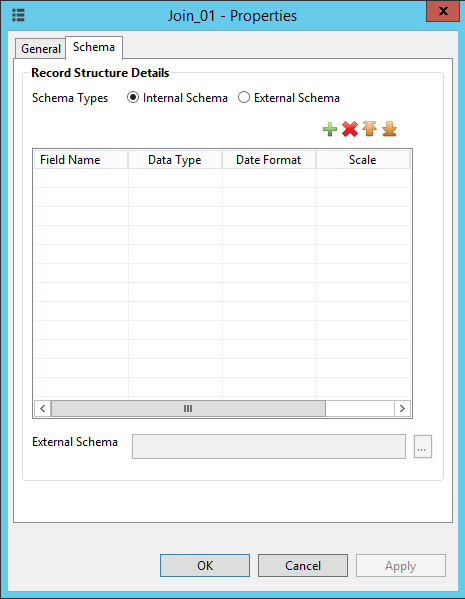 Join_01 - Properties
General Schema
Record Structure Details
Schema Types Internal Schema External Schema
Field Name Data Type Date Format Scale
External Schema ...
OK Cancel Apply